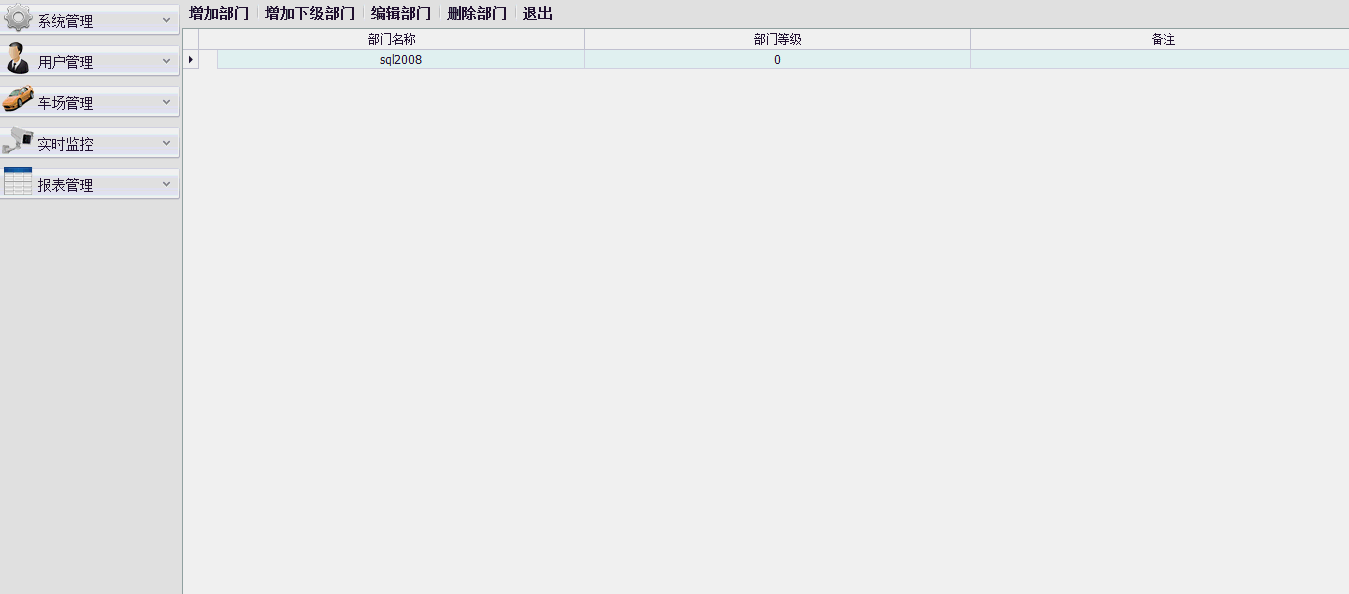 系统管理
用户管理
车场管理
实时监控
报表管理
增加部门 增加下级部门 编辑部门 删除部门 退出
部门名称 部门等级 备注
sql2008 0